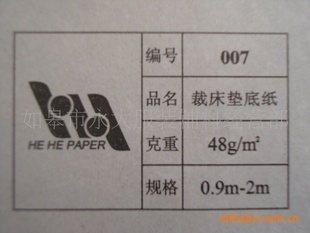 编号 007
品名 裁床垫底纸
HE HE PAPER
克重 48g/m²
规格 0.9m-2m